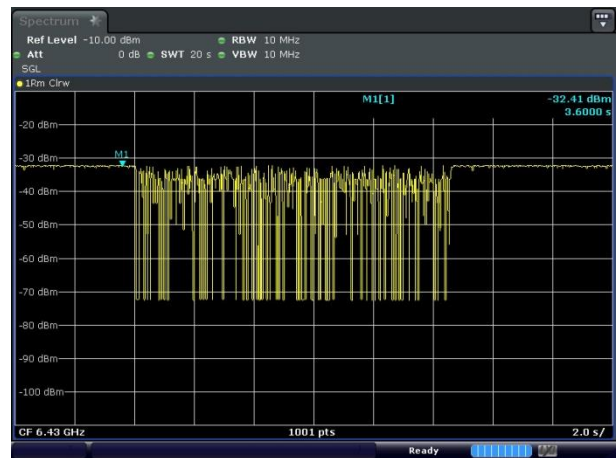 Spectrum
Ref Level -10.00 dBm RBW 10 MHz
Att 0 dB SWT 20 s VBW 10 MHz
SGL
1Rm Clrw
M1[1] -32.41 dBm
3.6000 s
-20 dBm
-30 dBm
M1
-40 dBm
-50 dBm
-60 dBm
-70 dBm
-80 dBm
-90 dBm
-100 dBm
CF 6.43 GHz 1001 pts 2.0 s/
Ready